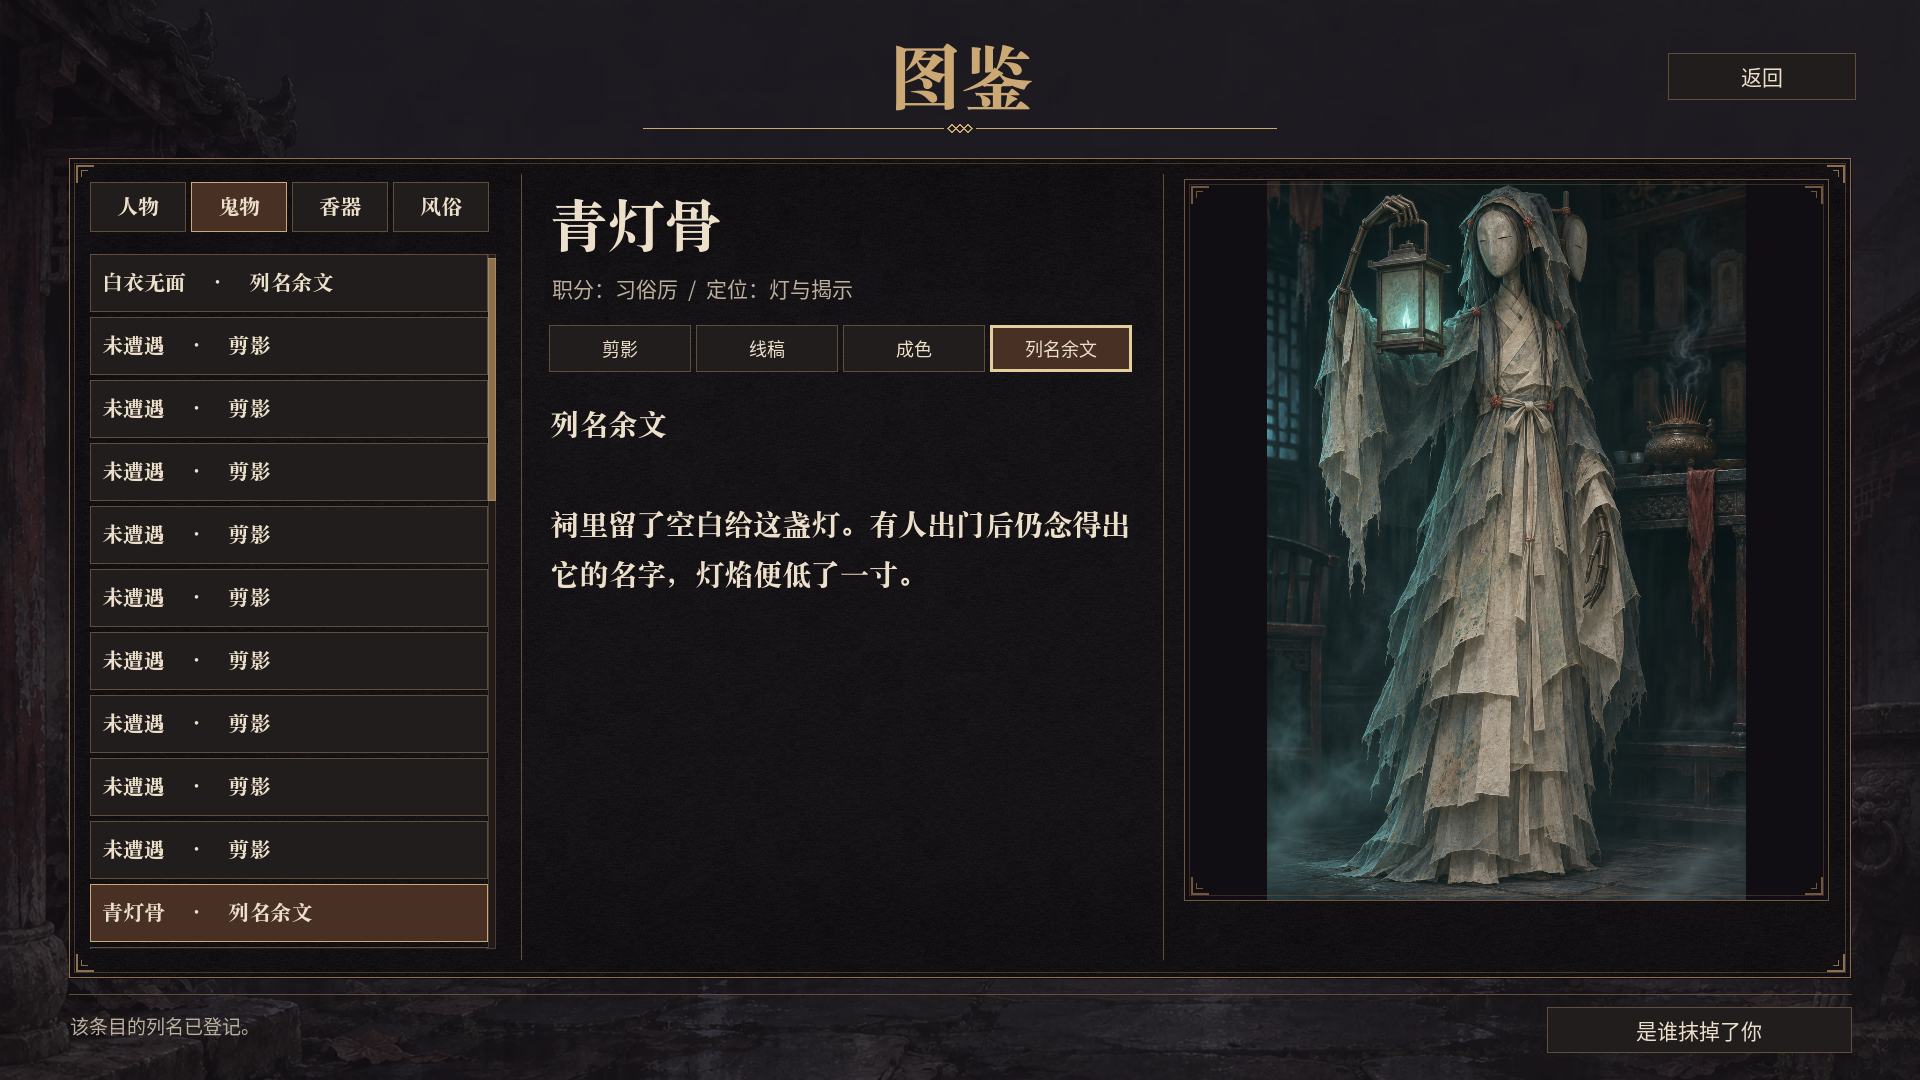 图鉴
返回
人物
鬼物
香器
风俗
白衣无面 · 列名余文
未遭遇 · 剪影
未遭遇 · 剪影
未遭遇 · 剪影
未遭遇 · 剪影
未遭遇 · 剪影
未遭遇 · 剪影
未遭遇 · 剪影
未遭遇 · 剪影
未遭遇 · 剪影
青灯骨 · 列名余文
青灯骨
职分：习俗厉 / 定位：灯与揭示
剪影
线稿
成色
列名余文
列名余文
祠里留了空白给这盏灯。有人出门后仍念得出
它的名字，灯焰便低了一寸。
该条目的列名已登记。
是谁抹掉了你